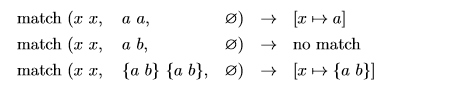 match (x x, a a, ∅) → [x ↦ a]
match (x x, a b, ∅) → no match
match (x x, {a b} {a b}, ∅) → [x ↦ {a b}]